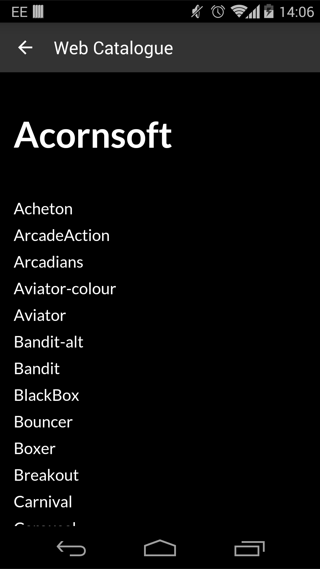 EE 14:06
Web Catalogue
Acornsoft
Acheton
ArcadeAction
Arcadians
Aviator-colour
Aviator
Bandit-alt
Bandit
BlackBox
Bouncer
Boxer
Breakout
Carnival